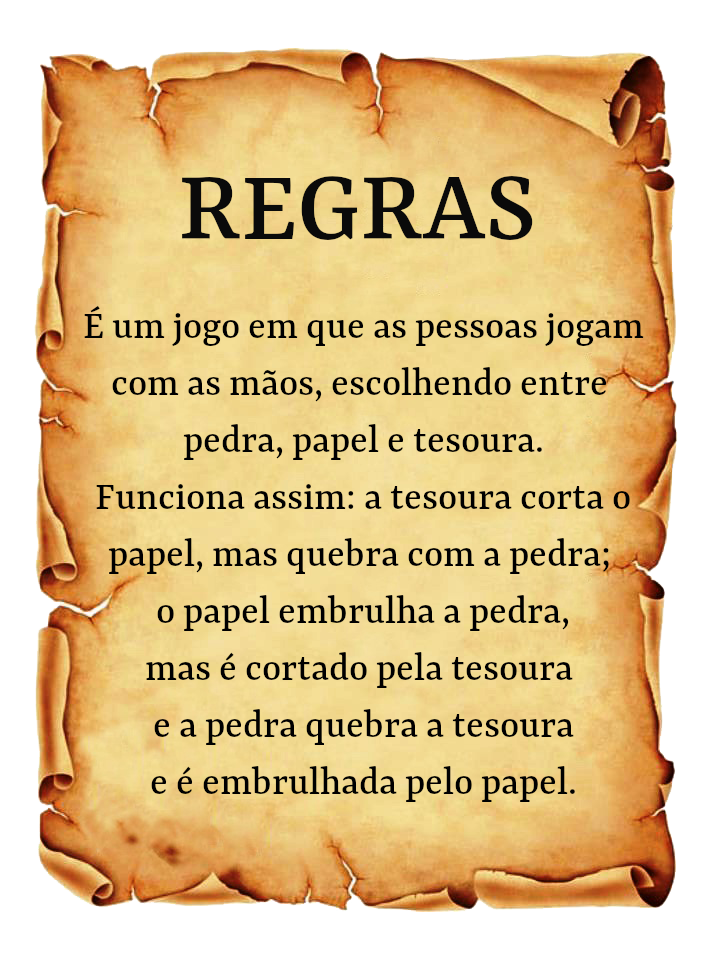 REGRAS
É um jogo em que as pessoas jogam
com as mãos, escolhendo entre
pedra, papel e tesoura.
Funciona assim: a tesoura corta o
papel, mas quebra com a pedra;
o papel embrulha a pedra,
mas é cortado pela tesoura
e a pedra quebra a tesoura
e é embrulhada pelo papel.